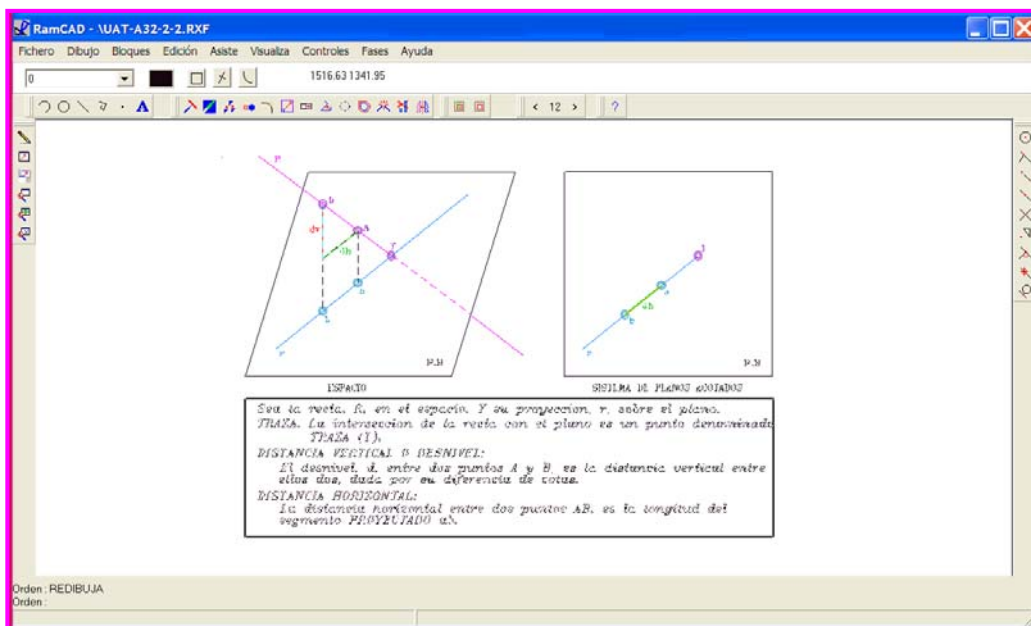 RamCAD - \UAT-A32-2-2.RXF
Fichero Dibujo Bloques Edición Asiste Visualiza Controles Fases Ayuda
0
1516.63 1341.95
A
< 12 >
?
dv
dh
a
T
r
P.H
ESPACIO
dh
r
P.H
SISTEMA DE PLANOS ACOTADOS
Sea la recta, R, en el espacio, Y su proyeccion, r, sobre el plano.
TRAZA. La interseccion de la recta con el plano es un punto denominado
TRAZA (T).
DISTANCIA VERTICAL O DESNIVEL:
El desnivel, d, entre dos puntos A y B, es la distancia vertical entre
ellos dos, dada por su diferencia de cotas.
DISTANCIA HORIZONTAL:
La distancia horizontal entre dos puntos AB, es la longitud del
segmento PROYECTADO ab.
Orden : REDIBUJA
Orden :